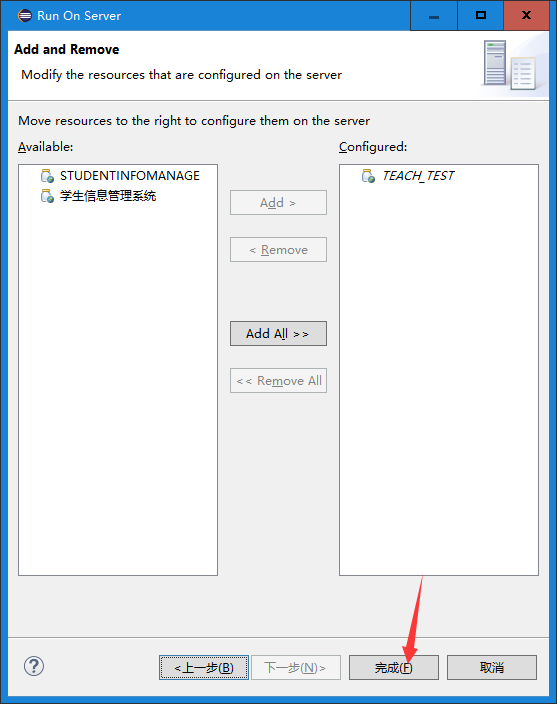 Run On Server
Add and Remove
Modify the resources that are configured on the server
Move resources to the right to configure them on the server
Available:
Configured:
STUDENTINFOMANAGE
学生信息管理系统
TEACH_TEST
Add >
< Remove
Add All >>
<< Remove All
?
<上一步(B)
下一步(N)>
完成(F)
取消